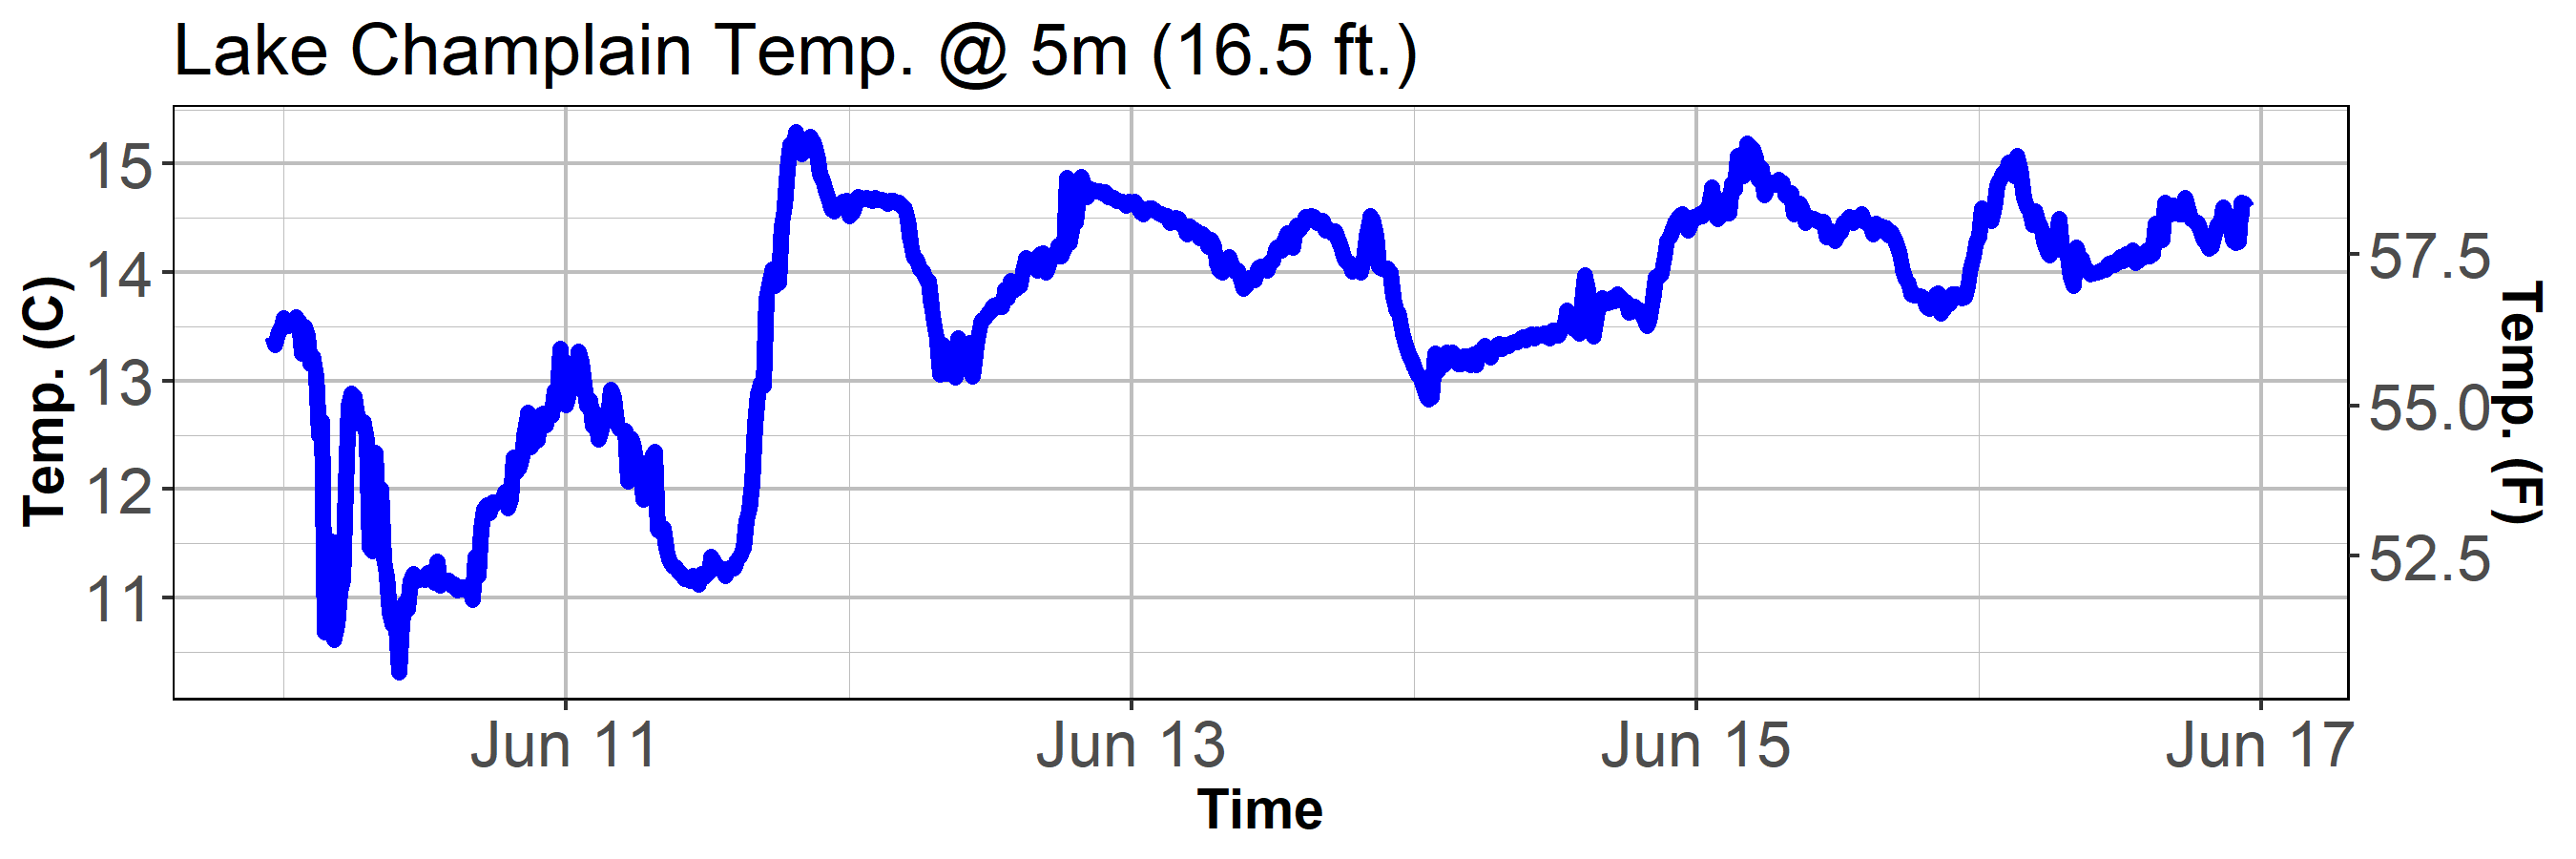 Lake Champlain Temp. @ 5m (16.5 ft.)
Temp. (C)
15
14
13
12
11
57.5
55.0
52.5
Temp. (F)
Jun 11 Jun 13 Jun 15 Jun 17
Time